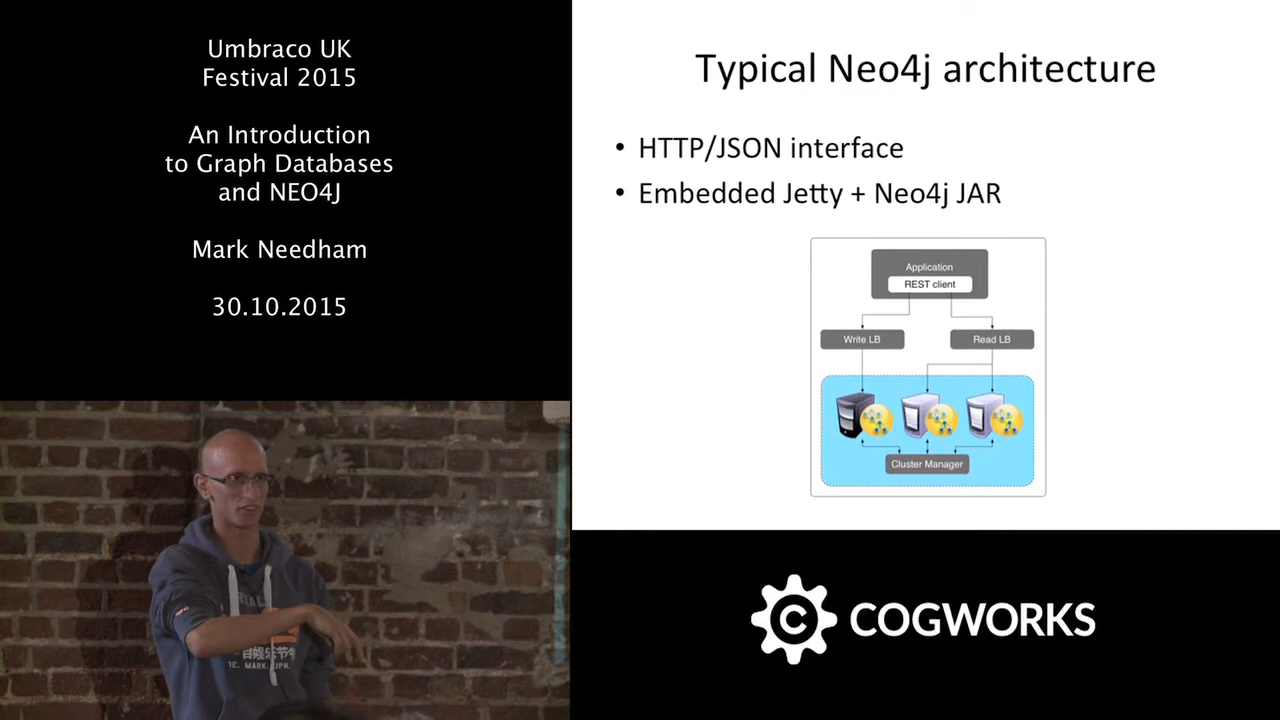 Umbraco UK
Festival 2015
An Introduction
to Graph Databases
and NEO4J
Mark Needham
30.10.2015
Typical Neo4j architecture
• HTTP/JSON interface
• Embedded Jetty + Neo4j JAR
Application
REST client
Write LB
Read LB
Cluster Manager
C COGWORKS